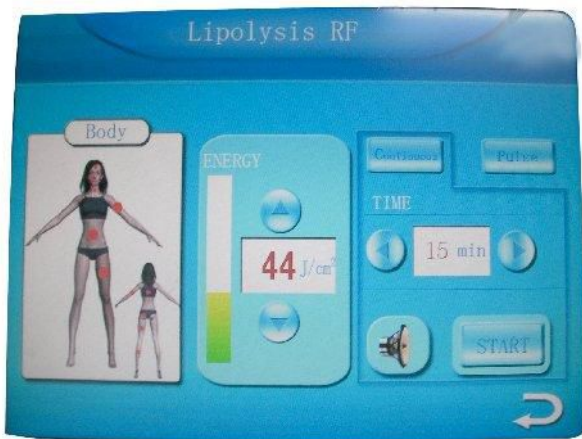 Lipolysis RF
Body
ENERGY
44 J/cm²
Continuous
Pulse
TIME
15 min
START